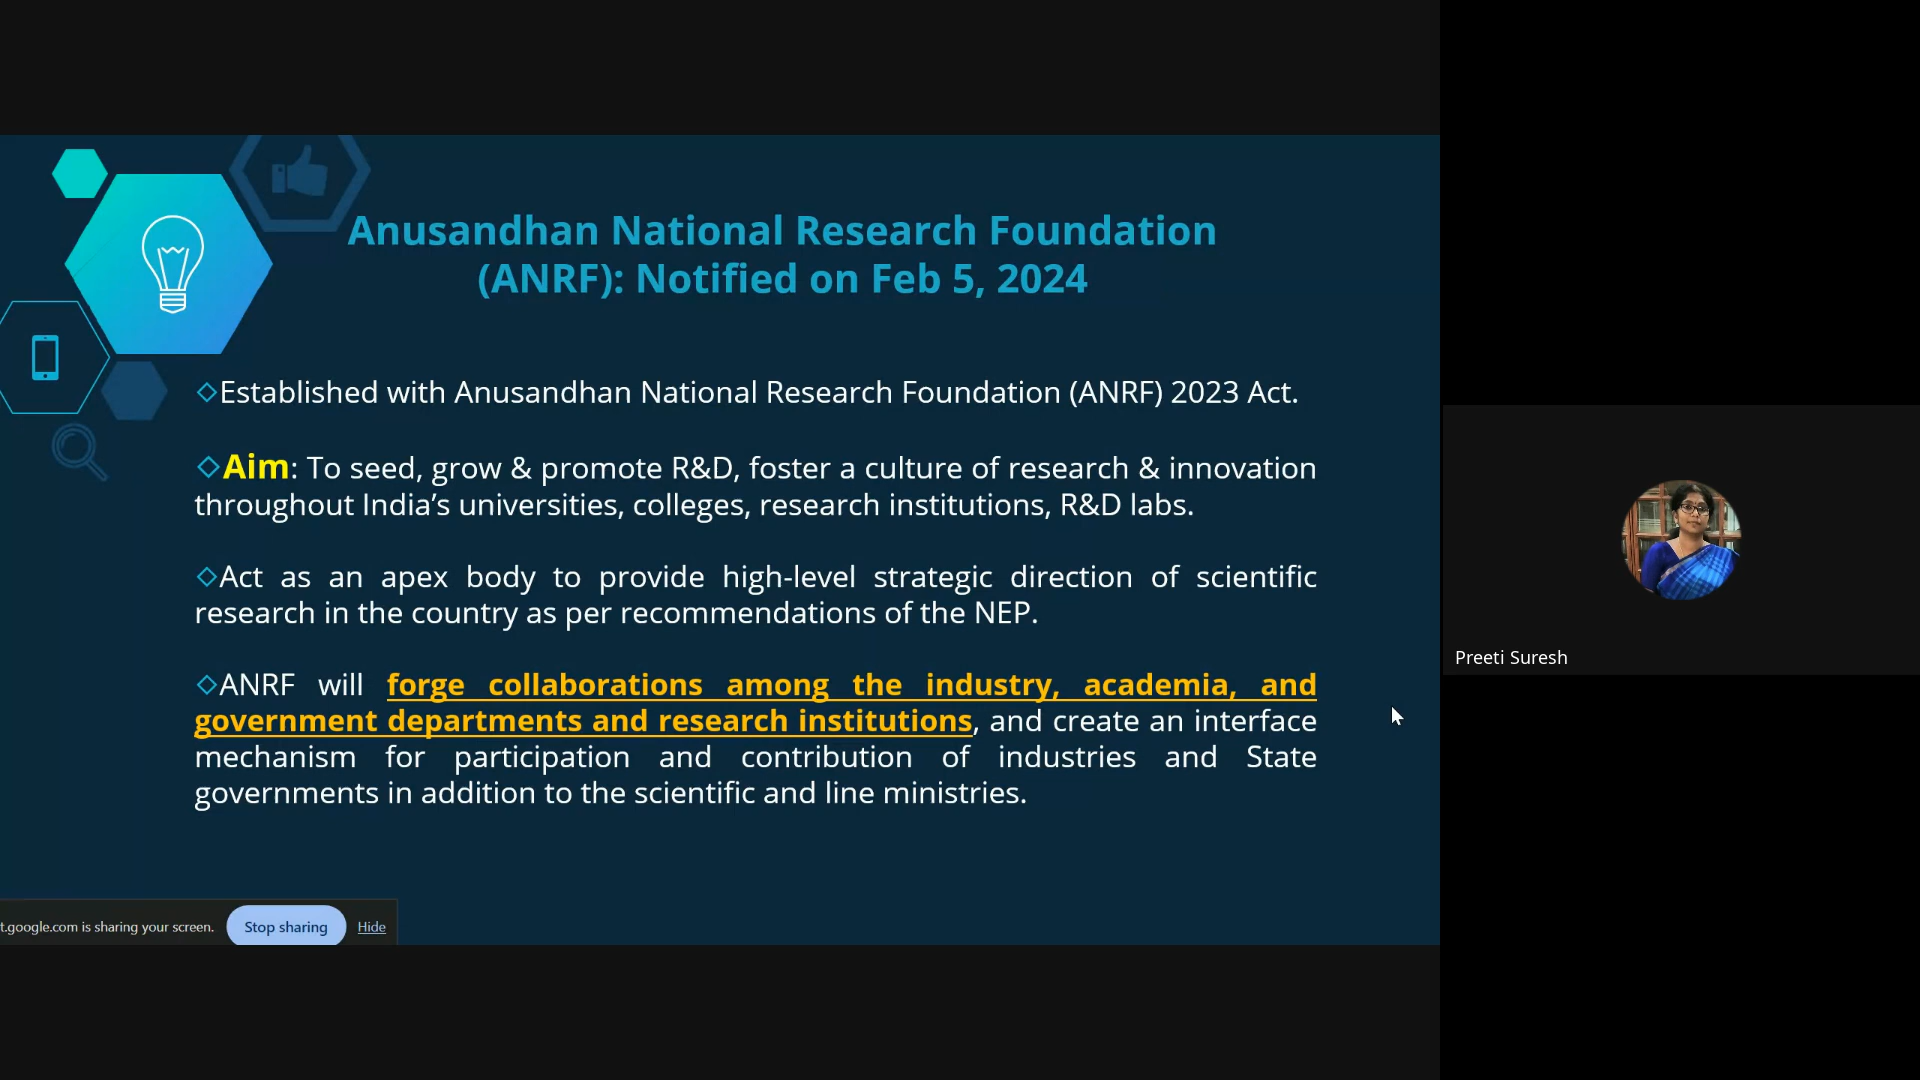 Anusandhan National Research Foundation
(ANRF): Notified on Feb 5, 2024
◇Established with Anusandhan National Research Foundation (ANRF) 2023 Act.
◇Aim: To seed, grow & promote R&D, foster a culture of research & innovation
throughout India’s universities, colleges, research institutions, R&D labs.
◇Act as an apex body to provide high-level strategic direction of scientific
research in the country as per recommendations of the NEP.
◇ANRF will forge collaborations among the industry, academia, and
government departments and research institutions, and create an interface
mechanism for participation and contribution of industries and State
governments in addition to the scientific and line ministries.
t.google.com is sharing your screen. Stop sharing Hide
Preeti Suresh